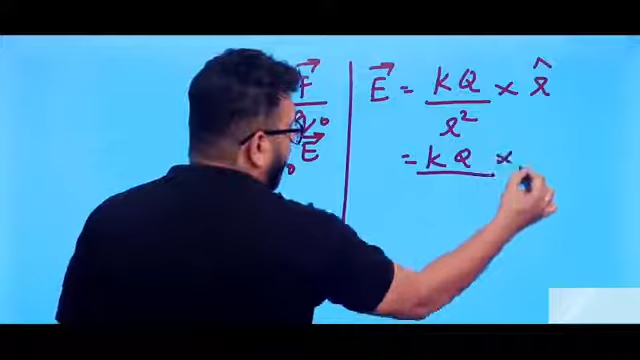 F
E
E = KQ × r̂
r²
= KQ ×